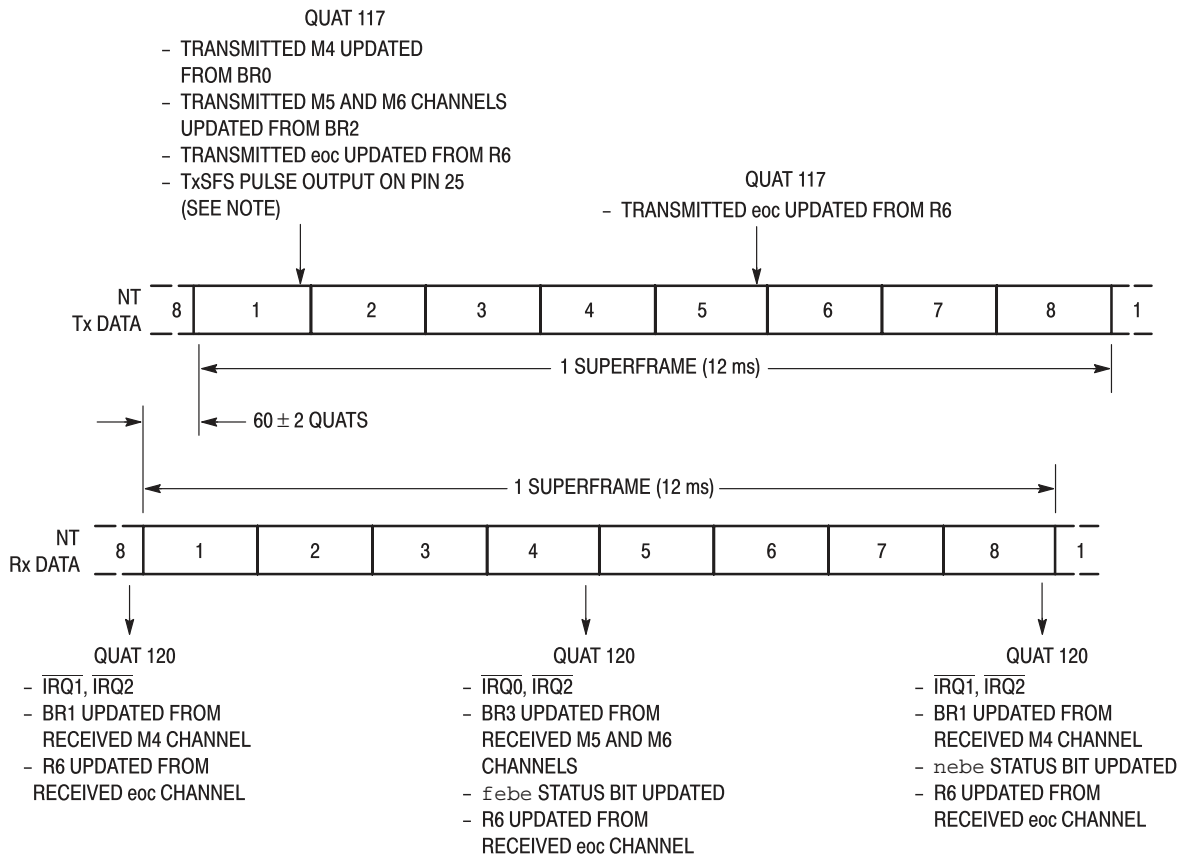 QUAT 117
– TRANSMITTED M4 UPDATED
FROM BR0
– TRANSMITTED M5 AND M6 CHANNELS
UPDATED FROM BR2
– TRANSMITTED eoc UPDATED FROM R6
– TxSFS PULSE OUTPUT ON PIN 25
(SEE NOTE)
QUAT 117
– TRANSMITTED eoc UPDATED FROM R6
NT
Tx DATA
8 1 2 3 4 5 6 7 8 1
1 SUPERFRAME (12 ms)
60 ± 2 QUATS
1 SUPERFRAME (12 ms)
NT
Rx DATA
8 1 2 3 4 5 6 7 8 1
QUAT 120
– IRQ1, IRQ2
– BR1 UPDATED FROM
RECEIVED M4 CHANNEL
– R6 UPDATED FROM
RECEIVED eoc CHANNEL
QUAT 120
– IRQ0, IRQ2
– BR3 UPDATED FROM
RECEIVED M5 AND M6
CHANNELS
– febe STATUS BIT UPDATED
– R6 UPDATED FROM
RECEIVED eoc CHANNEL
QUAT 120
– IRQ1, IRQ2
– BR1 UPDATED FROM
RECEIVED M4 CHANNEL
– nebe STATUS BIT UPDATED
– R6 UPDATED FROM
RECEIVED eoc CHANNEL